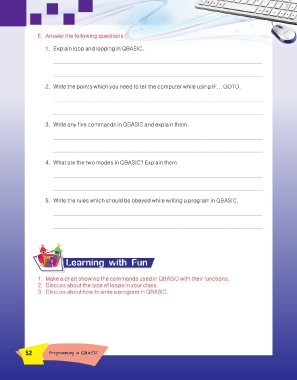 E. Answer the following questions :
1. Explain loop and looping in QBASIC.
2. Write the points which you need to tell the computer while using IF... GOTO.
3. Write any five commands in QBASIC and explain them.
4. What are the two modes in QBASIC? Explain them.
5. Write the rules which should be obeyed while writing a program in QBASIC.
Learning with Fun
1. Make a chart showing the commands used in QBASIC with their functions.
2. Discuss about the type of loops in your class.
3. Discuss about how to write a program in QBASIC.
52 Programming in QBASIC